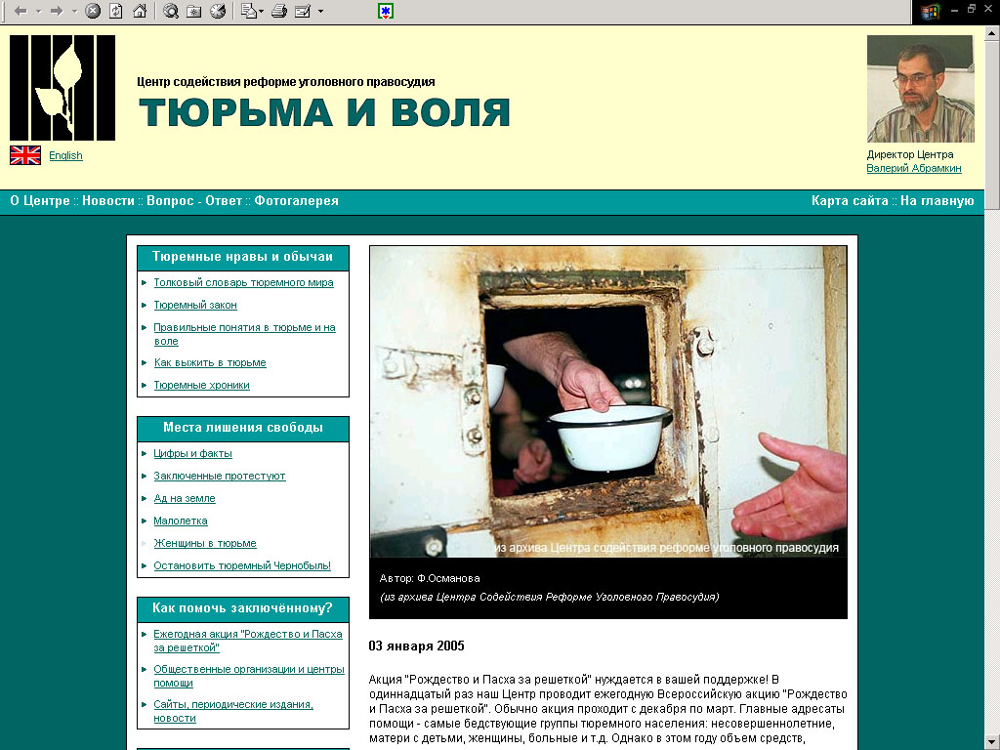 Центр содействия реформе уголовного правосудия
ТЮРЬМА И ВОЛЯ
English
Директор Центра
Валерий Абрамкин
О Центре :: Новости :: Вопрос - Ответ :: Фотогалерея
Карта сайта :: На главную
Тюремные нравы и обычаи
Толковый словарь тюремного мира
Тюремный закон
Правильные понятия в тюрьме и на
воле
Как выжить в тюрьме
Тюремные хроники
Места лишения свободы
Цифры и факты
Заключенные протестуют
Ад на земле
Малолетка
Женщины в тюрьме
Остановить тюремный Чернобыль!
Как помочь заключённому?
Ежегодная акция "Рождество и Пасха
за решеткой"
Общественные организации и центры
помощи
Сайты, периодические издания,
новости
из архива Центра содействия реформе уголовного правосудия
Автор: Ф.Османова
(из архива Центра Содействия Реформе Уголовного Правосудия)
03 января 2005
Акция "Рождество и Пасха за решеткой" нуждается в вашей поддержке! В
одиннадцатый раз наш Центр проводит ежегодную Всероссийскую акцию "Рождество
и Пасха за решеткой". Обычно акция проходит с декабря по март. Главные адресаты
помощи - самые бедствующие группы тюремного населения: несовершеннолетние,
матери с детьми, женщины, больные и т.д. Однако в этом году объем средств,